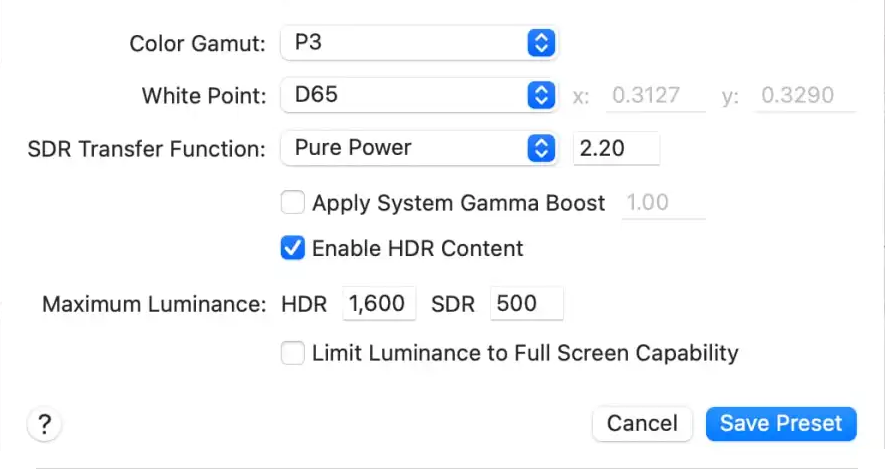 Color Gamut: P3
White Point: D65 x: 0.3127 y: 0.3290
SDR Transfer Function: Pure Power 2.20
Apply System Gamma Boost 1.00
Enable HDR Content
Maximum Luminance: HDR 1,600 SDR 500
Limit Luminance to Full Screen Capability
? Cancel Save Preset